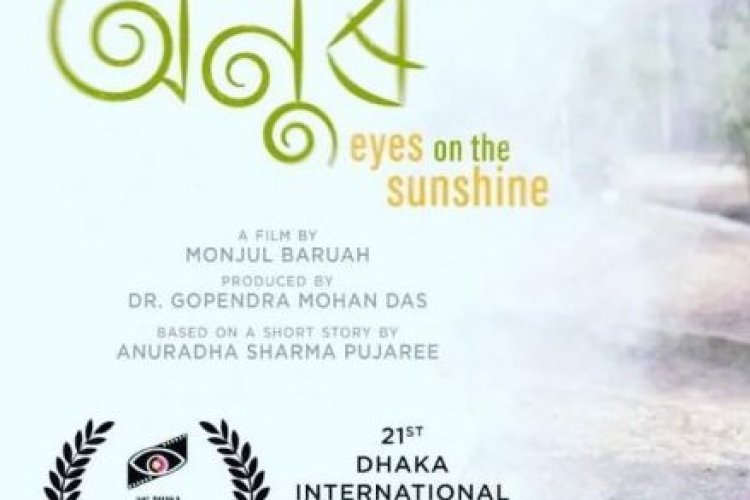 অনুৰ
eyes on the
sunshine
A FILM BY
MONJUL BARUAH
PRODUCED BY
DR. GOPENDRA MOHAN DAS
BASED ON A SHORT STORY BY
ANURADHA SHARMA PUJAREE
21ST
DHAKA
INTERNATIONAL